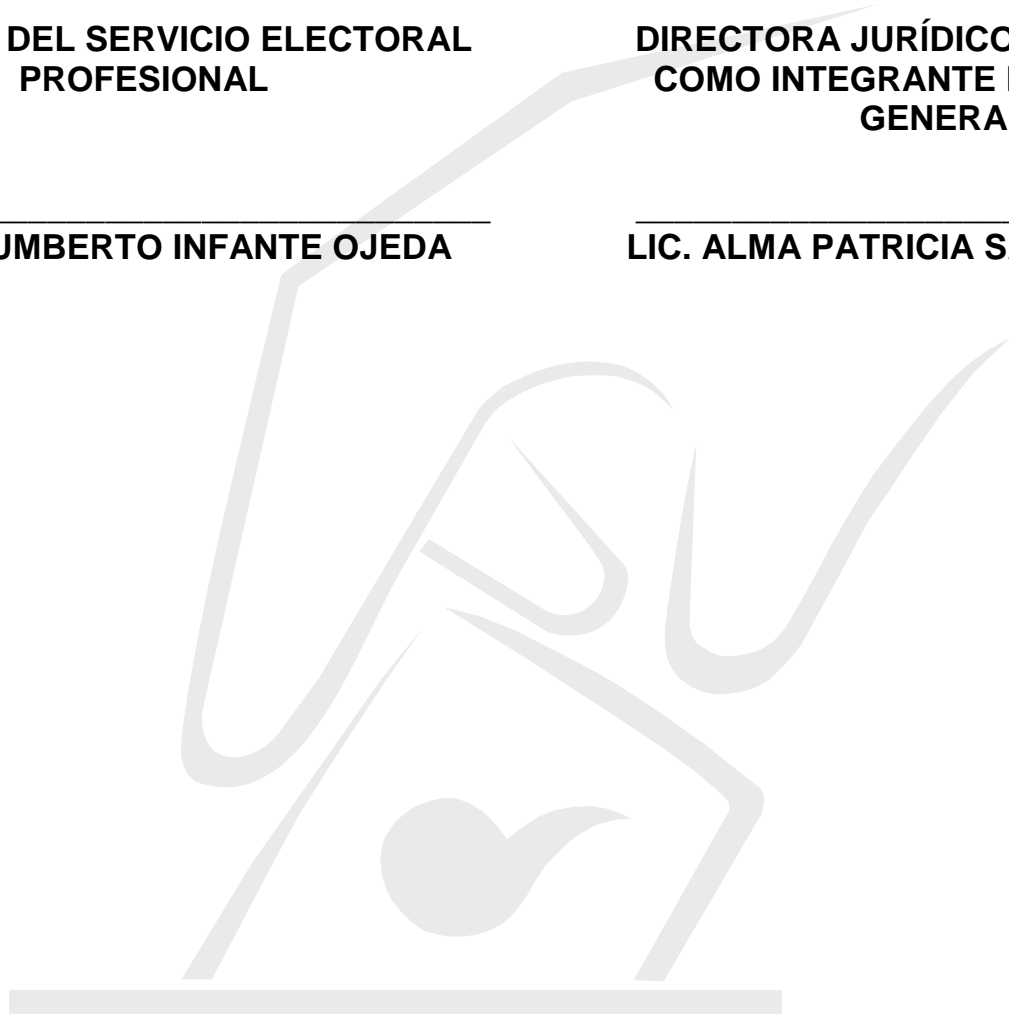 DEL SERVICIO ELECTORAL
PROFESIONAL
UMBERTO INFANTE OJEDA
DIRECTORA JURÍDICO
COMO INTEGRANTE
GENERA
LIC. ALMA PATRICIA S